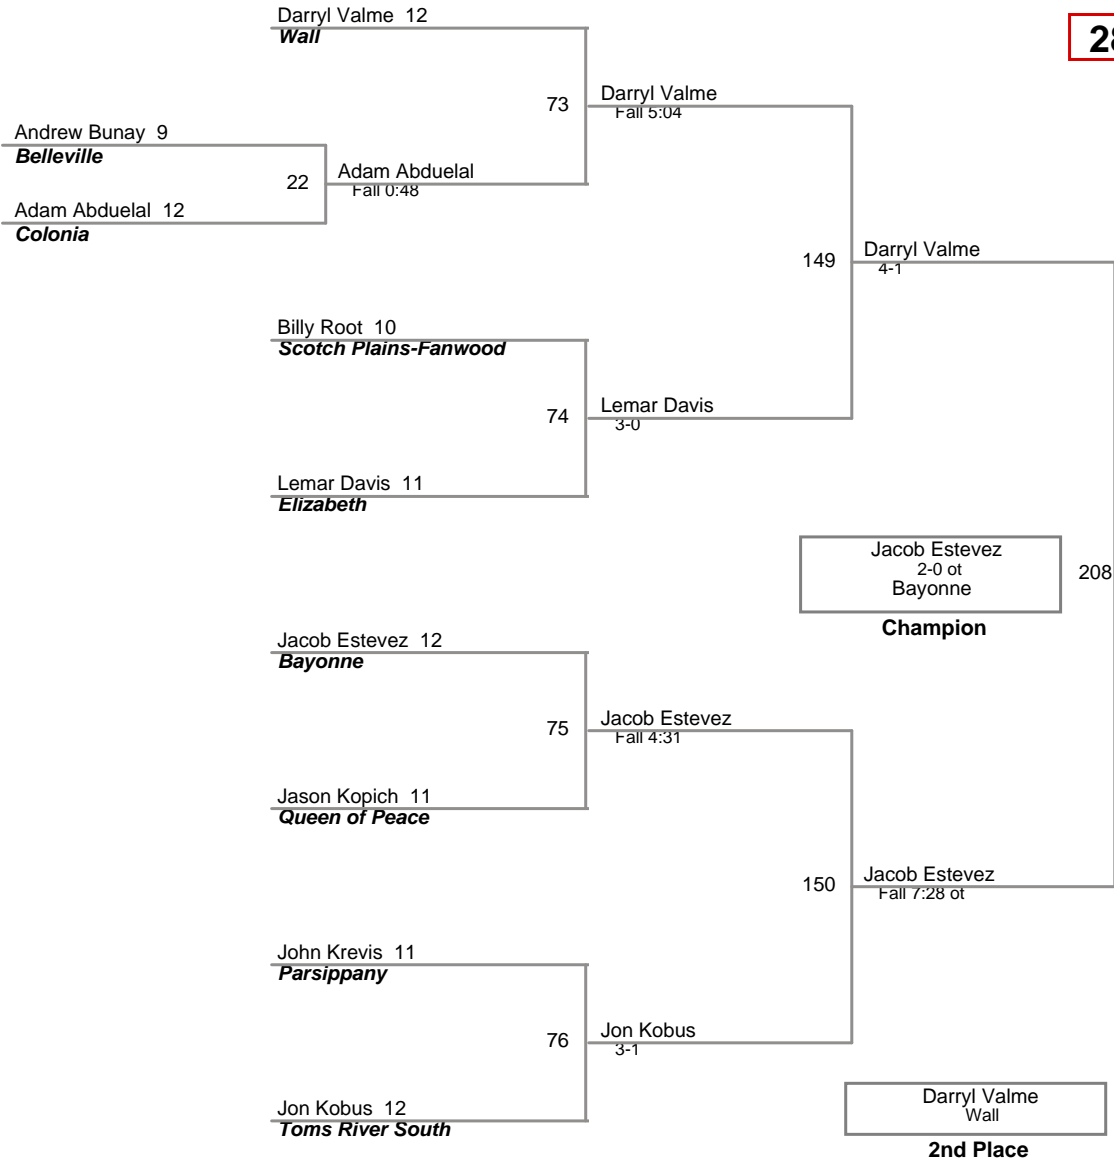 Darryl Valme 12
Wall
28
73
Darryl Valme
Fall 5:04
Andrew Bunay 9
Belleville
22
Adam Abduelal
Fall 0:48
Adam Abduelal 12
Colonia
149
Darryl Valme
4-1
Billy Root 10
Scotch Plains-Fanwood
74
Lemar Davis
3-0
Lemar Davis 11
Elizabeth
Jacob Estevez
2-0 ot
Bayonne
208
Champion
Jacob Estevez 12
Bayonne
75
Jacob Estevez
Fall 4:31
Jason Kopich 11
Queen of Peace
150
Jacob Estevez
Fall 7:28 ot
John Krevis 11
Parsippany
76
Jon Kobus
3-1
Jon Kobus 12
Toms River South
Darryl Valme
Wall
2nd Place